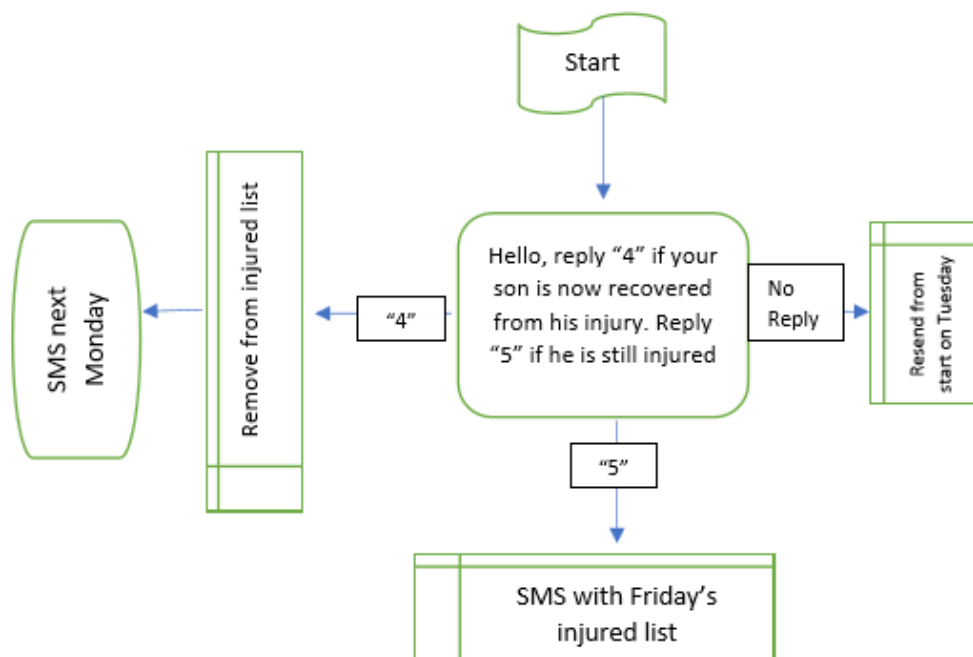 Start
Hello, reply “4” if your
son is now recovered
from his injury. Reply
“5” if he is still injured
“4”
Remove from injured list
SMS next
Monday
No
Reply
Resend from
start on Tuesday
“5”
SMS with Friday’s
injured list